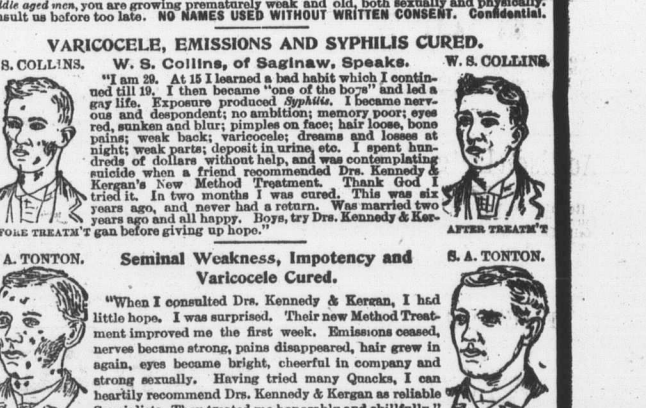 dle aged men, you are growing prematurely weak and old, both sexually and physically.
nsult us before too late. NO NAMES USED WITHOUT WRITTEN CONSENT. Confidential.
VARICOCELE, EMISSIONS AND SYPHILIS CURED.
S. COLLINS. W. S. Collins, of Saginaw, Speaks. W. S. COLLINS.
"I am 29. At 15 I learned a bad habit which I contin-
ued till 19. I then became "one of the boys" and led a
gay life. Exposure produced Syphilis. I became nerv-
ous and despondent; no ambition; memory poor; eyes
red, sunken and blur; pimples on face; hair loose, bone
pains; weak back; varicocele; dreams and losses at
night; weak parts; deposit in urine, etc. I spent hun-
dreds of dollars without help, and was contemplating
suicide when a friend recommended Drs. Kennedy &
Kergan's New Method Treatment. Thank God I
tried it. In two months I was cured. This was six
years ago, and never had a return. Was married two
years ago and all happy. Boys, try Drs. Kennedy & Ker-
FORE TREATM'T gan before giving up hope." AFTER TREATM'T
A. TONTON. Seminal Weakness, Impotency and S. A. TONTON.
Varicocele Cured.
"When I consulted Drs. Kennedy & Kergan, I had
little hope. I was surprised. Their new Method Treat-
ment improved me the first week. Emissions ceased,
nerves became strong, pains disappeared, hair grew in
again, eyes became bright, cheerful in company and
strong sexually. Having tried many Quacks, I can
heartily recommend Drs. Kennedy & Kergan as reliable